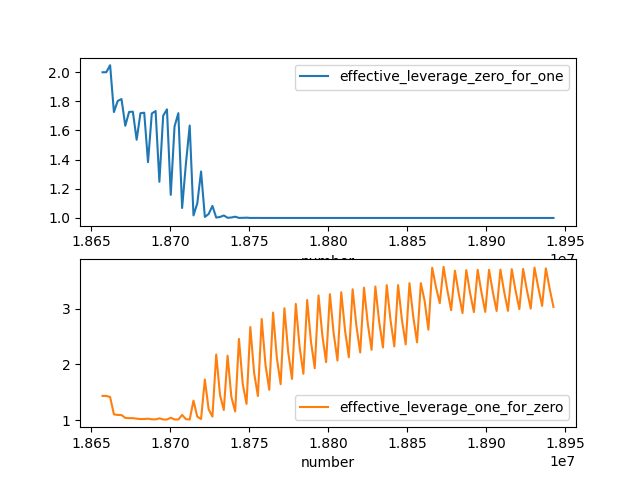 effective_leverage_zero_for_one
2.0
1.8
1.6
1.4
1.2
1.0
1.865 1.870 1.875 1.880 1.885 1.890 1.895
number
1e7
effective_leverage_one_for_zero
3
2
1
1.865 1.870 1.875 1.880 1.885 1.890 1.895
number
1e7